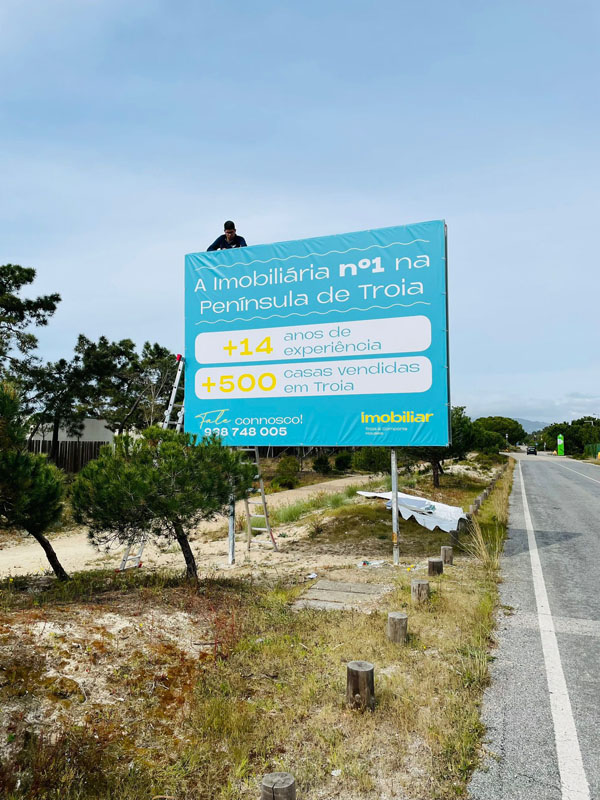 A Imobiliária nº1 na
Península de Troia
+14 anos de
experiência
+500 casas vendidas
em Troia
Fale connosco!
938 748 005
imobiliar